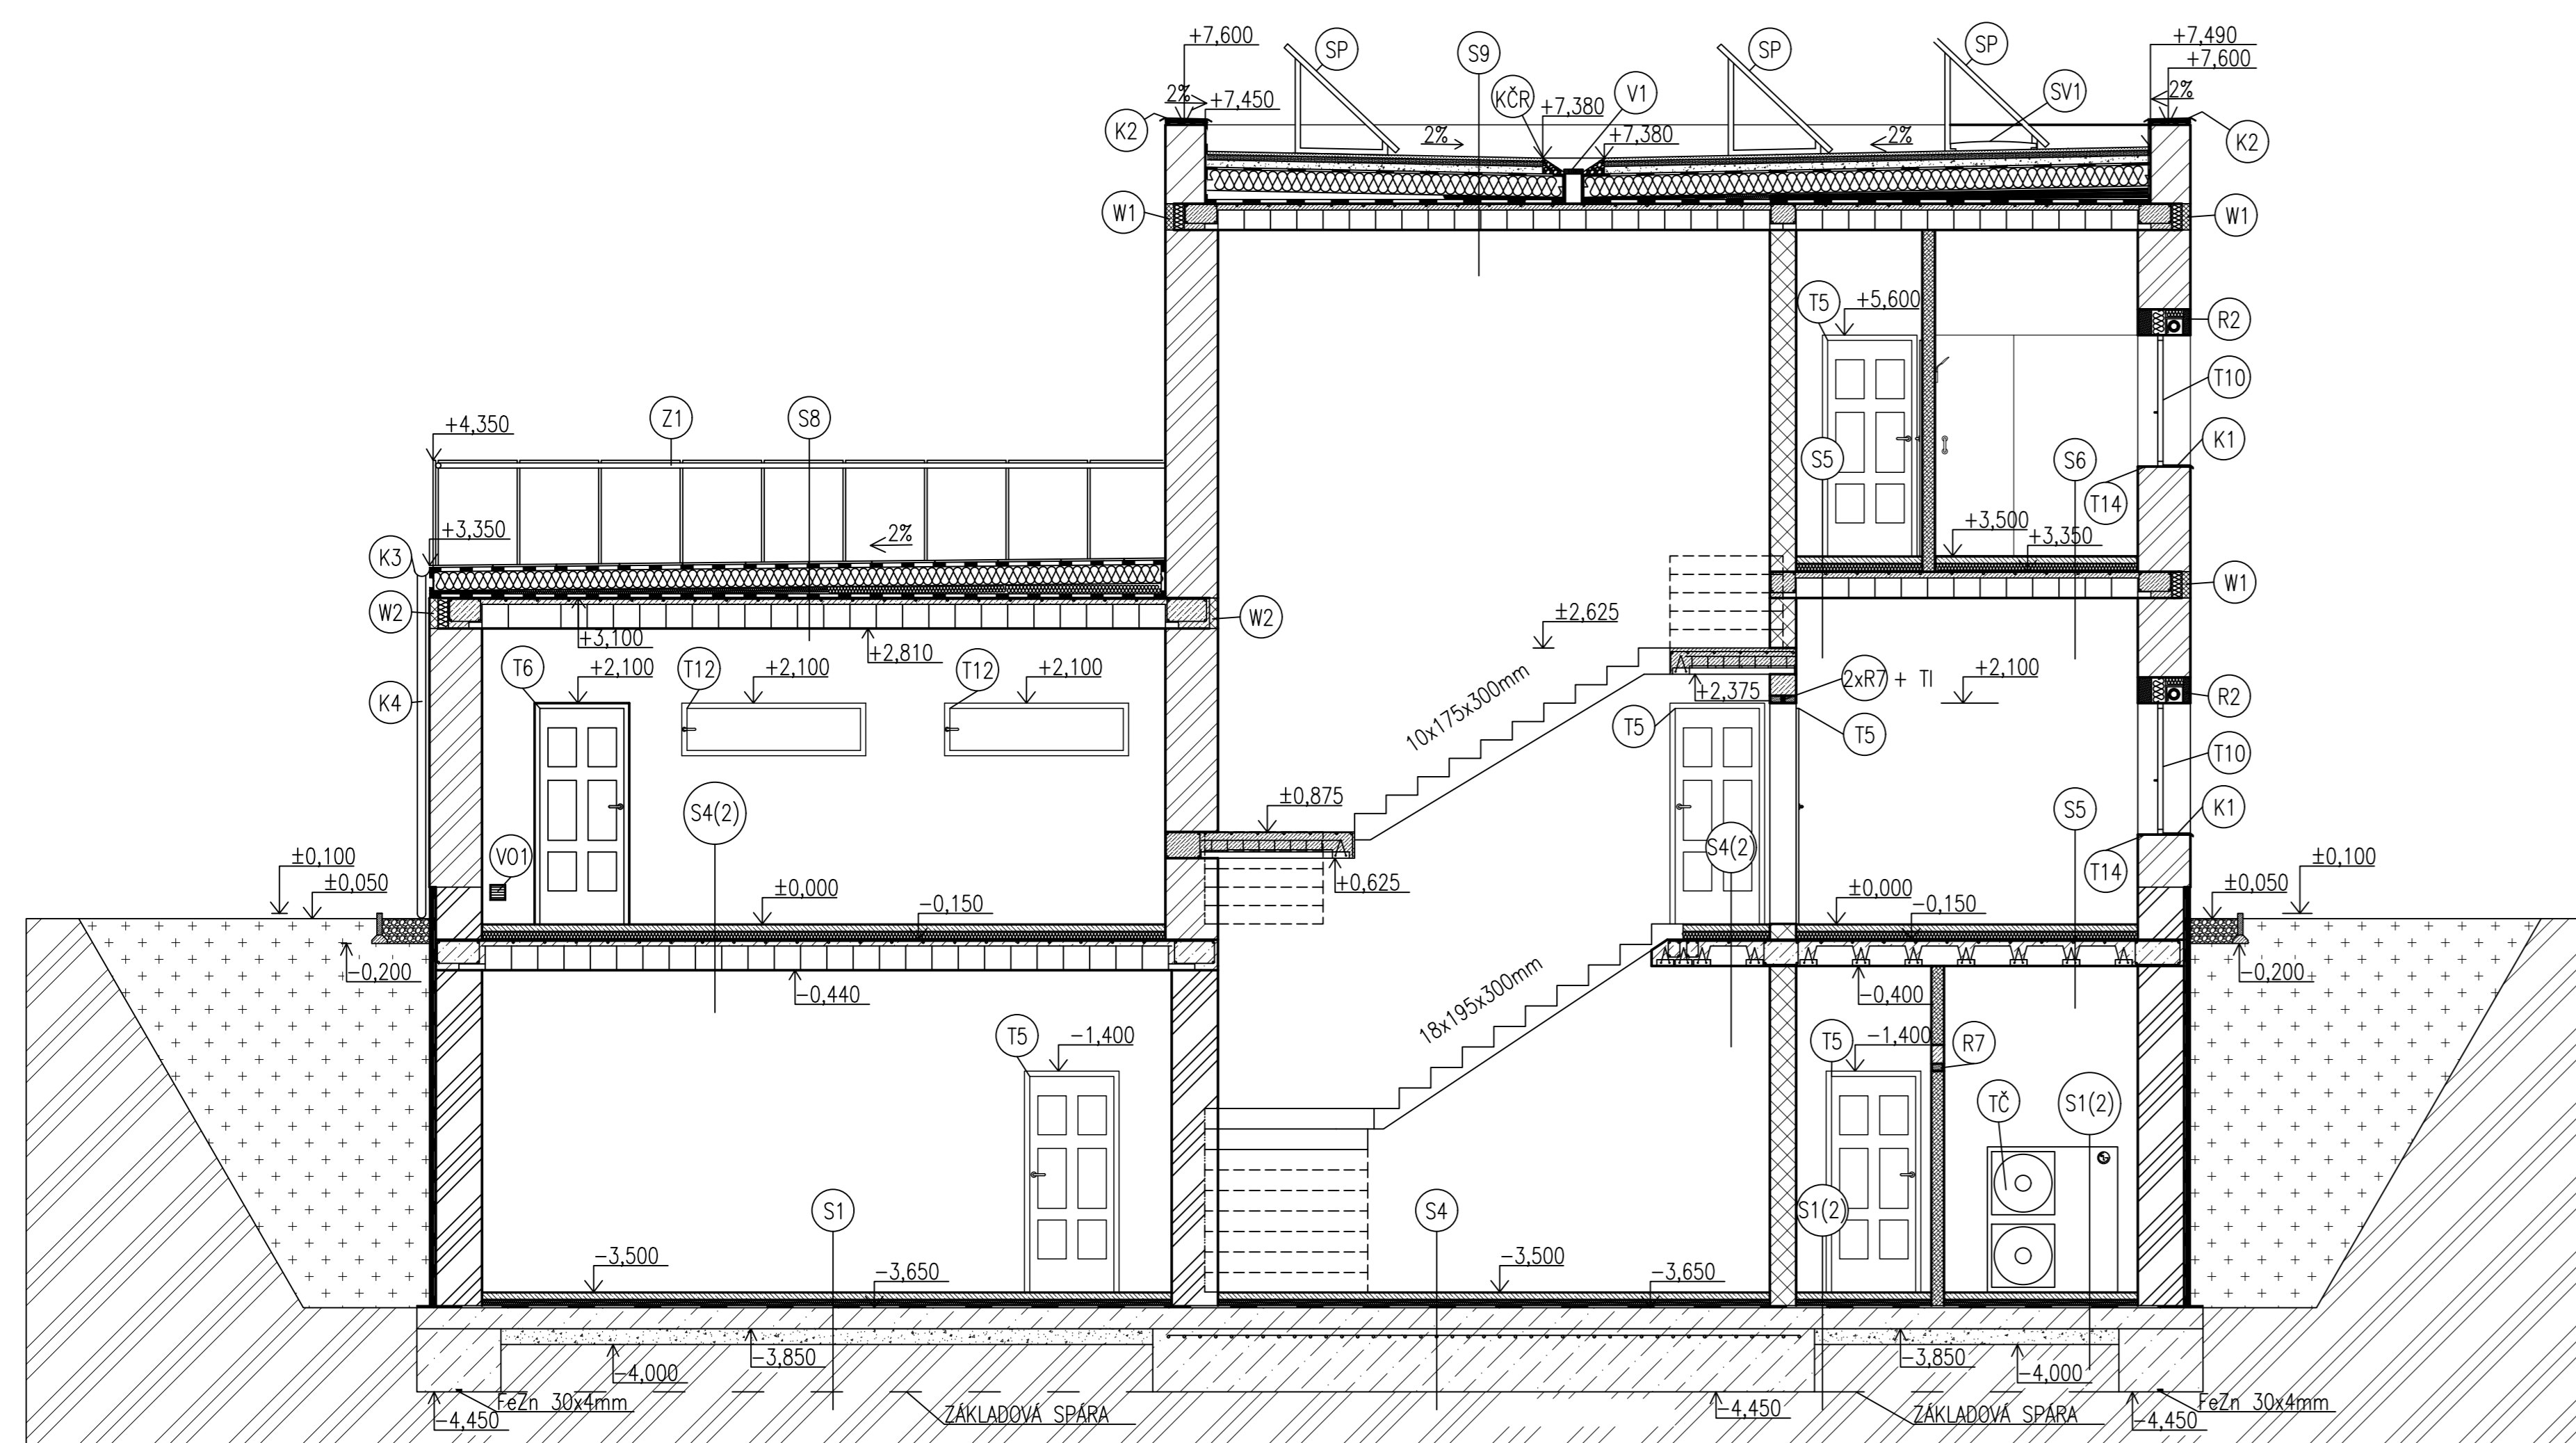 +7,600
SP
S9
SP
SP
+7,490
+7,600
2%
+7,450
KČR
+7,380
V1
SV1
2%
K2
2%
+7,380
2%
K2
W1
W1
T5
+5,600
R2
T10
+4,350
Z1
S8
S5
S6
K1
T14
+3,350
2%
+3,500
+3,350
K3
W2
W2
W1
±2,625
+3,100
+2,810
T6
+2,100
T12
+2,100
T12
+2,100
10x175x300mm
+2,375
2xR7 + TI
+2,100
K4
R2
T5
T5
T10
S4(2)
±0,875
S5
K1
S4(2)
VO1
T14
±0,100
±0,050
+0,625
±0,100
±0,050
±0,000
-0,150
±0,000
-0,150
-0,200
-0,440
18x195x300mm
-0,400
-0,200
T5
-1,400
T5
-1,400
R7
TČ
S1(2)
S1
S4
S1(2)
-3,500
-3,650
-3,500
-3,650
-3,850
-4,000
-3,850
-4,000
FeZn 30x4mm
-4,450
ZÁKLADOVÁ SPÁRA
-4,450
ZÁKLADOVÁ SPÁRA
FeZn 30x4mm
-4,450